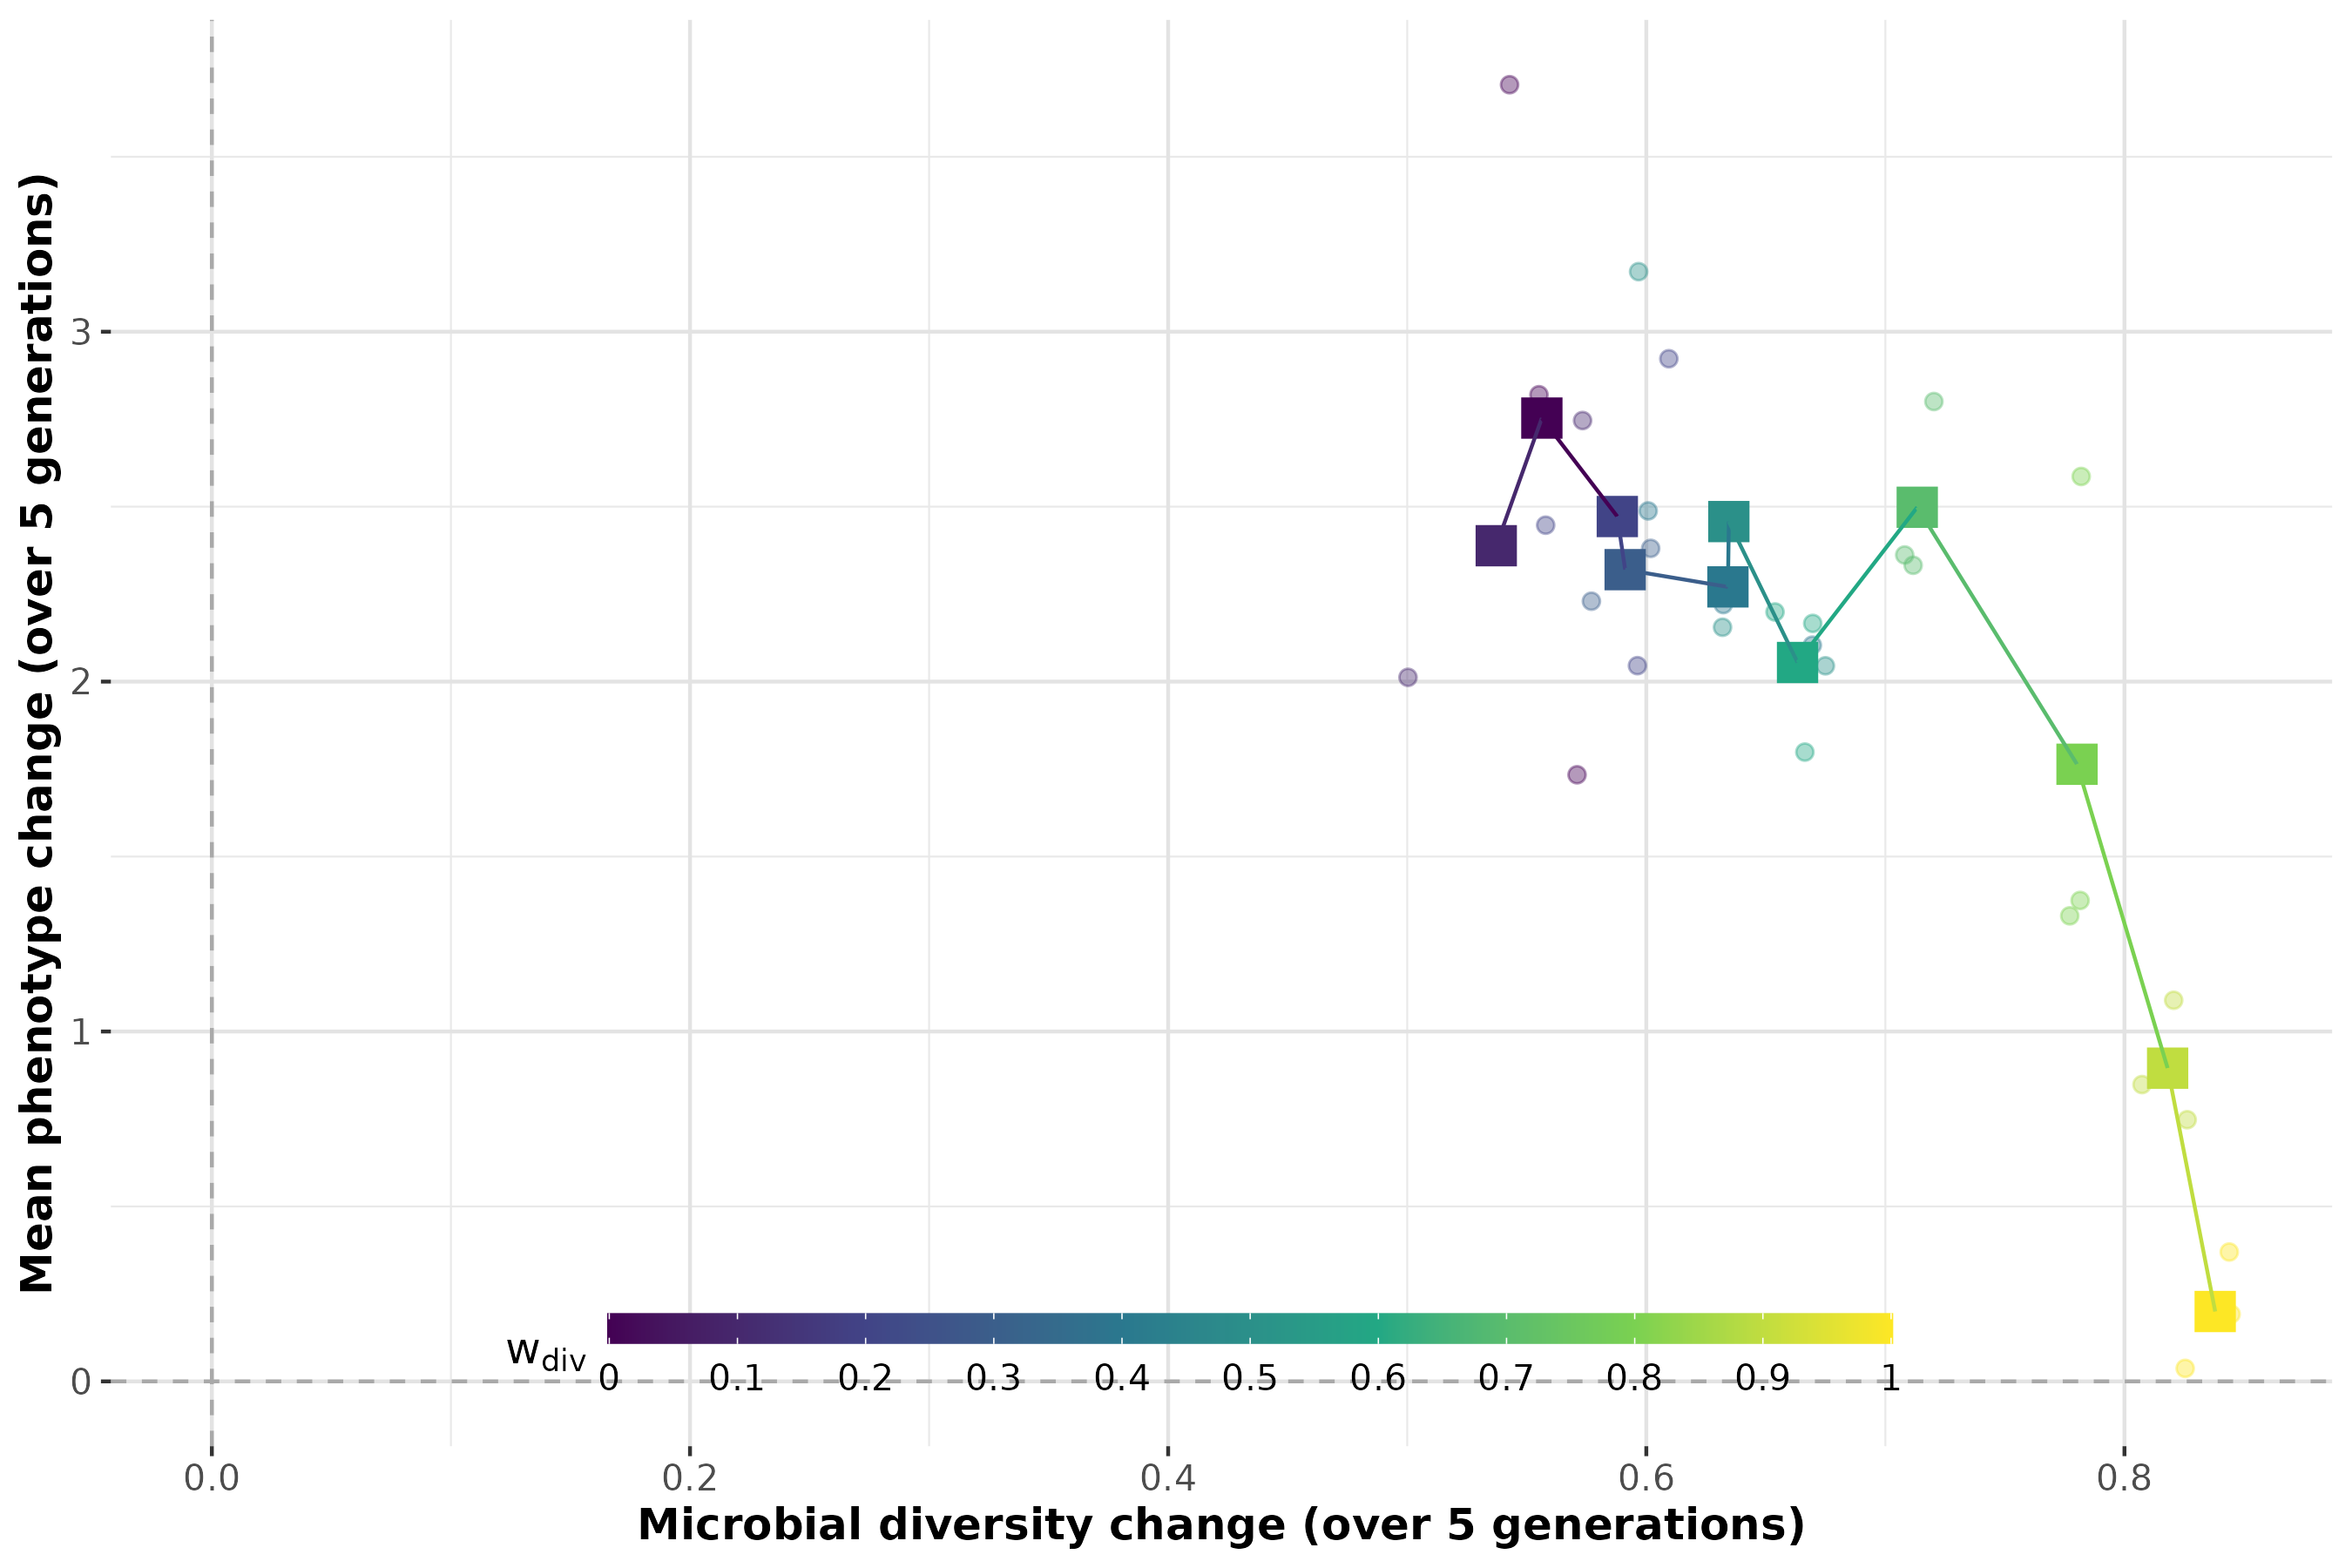 Mean phenotype change (over 5 generations)
3
2
1
0
w_div
0 0.1 0.2 0.3 0.4 0.5 0.6 0.7 0.8 0.9 1
0.0 0.2 0.4 0.6 0.8
Microbial diversity change (over 5 generations)